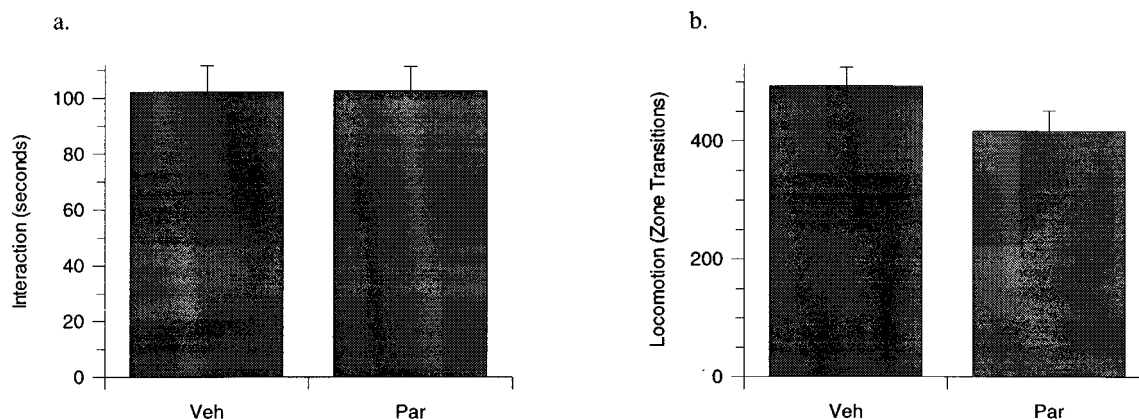 a.
Interaction (seconds)
100
80
60
40
20
0
Veh
Par
b.
Locomotion (Zone Transitions)
400
200
0
Veh
Par